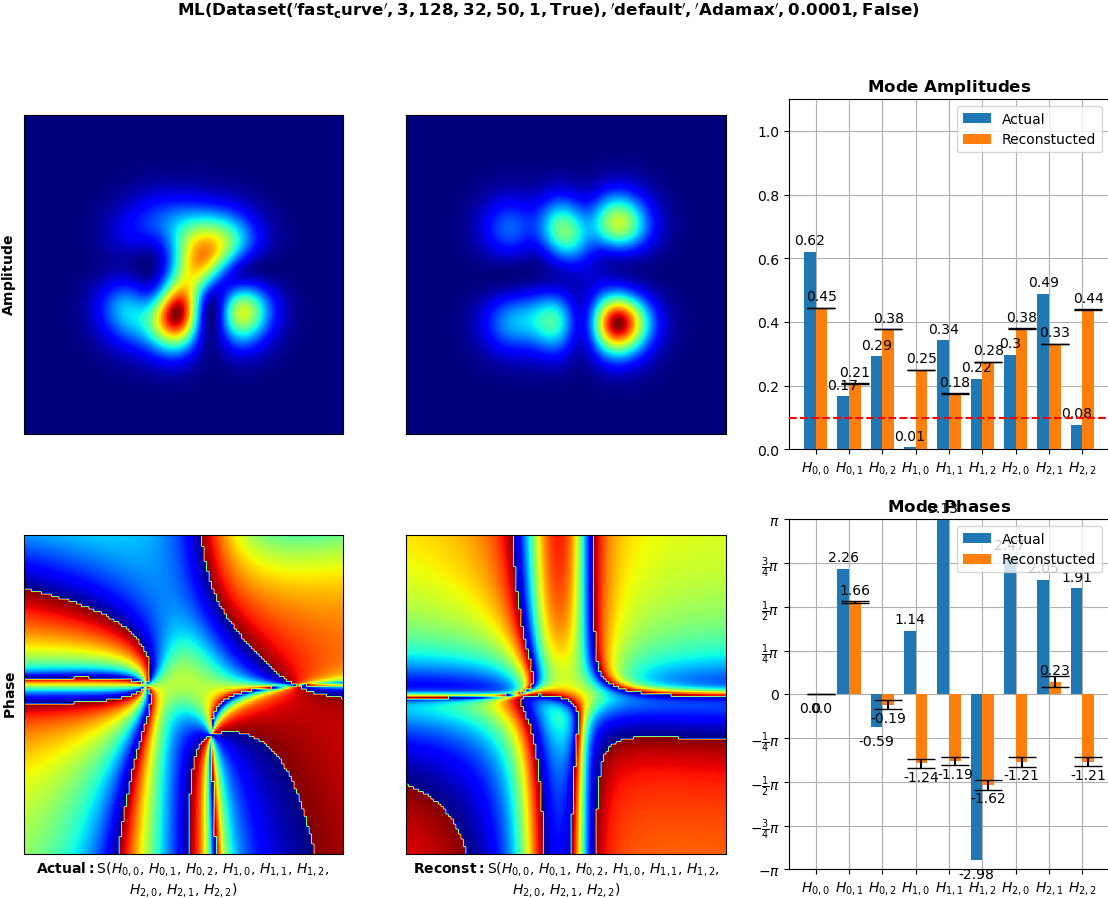 ML(Dataset('fast_curve', 3, 128, 32, 50, 1, True), 'default', 'Adamax', 0.0001, False)
Amplitude
Mode Amplitudes
Actual
Reconstucted
1.0
0.8
0.6
0.4
0.2
0.0
0.62
0.45
0.17
0.21
0.29
0.38
0.01
0.25
0.34
0.18
0.22
0.28
0.3
0.38
0.49
0.33
0.08
0.44
H0,0 H0,1 H0,2 H1,0 H1,1 H1,2 H2,0 H2,1 H2,2
Phase
Actual: S(H0,0, H0,1, H0,2, H1,0, H1,1, H1,2,
H2,0, H2,1, H2,2)
Reconst: S(H0,0, H0,1, H0,2, H1,0, H1,1, H1,2,
H2,0, H2,1, H2,2)
Mode Phases
Actual
Reconstucted
π
3/4π
1/2π
1/4π
0
−1/4π
−1/2π
−3/4π
−π
0.0
0.0
2.26
1.66
-0.59
-0.19
1.14
-1.24
-1.19
-2.98
-1.62
-1.21
0.23
1.91
-1.21
H0,0 H0,1 H0,2 H1,0 H1,1 H1,2 H2,0 H2,1 H2,2